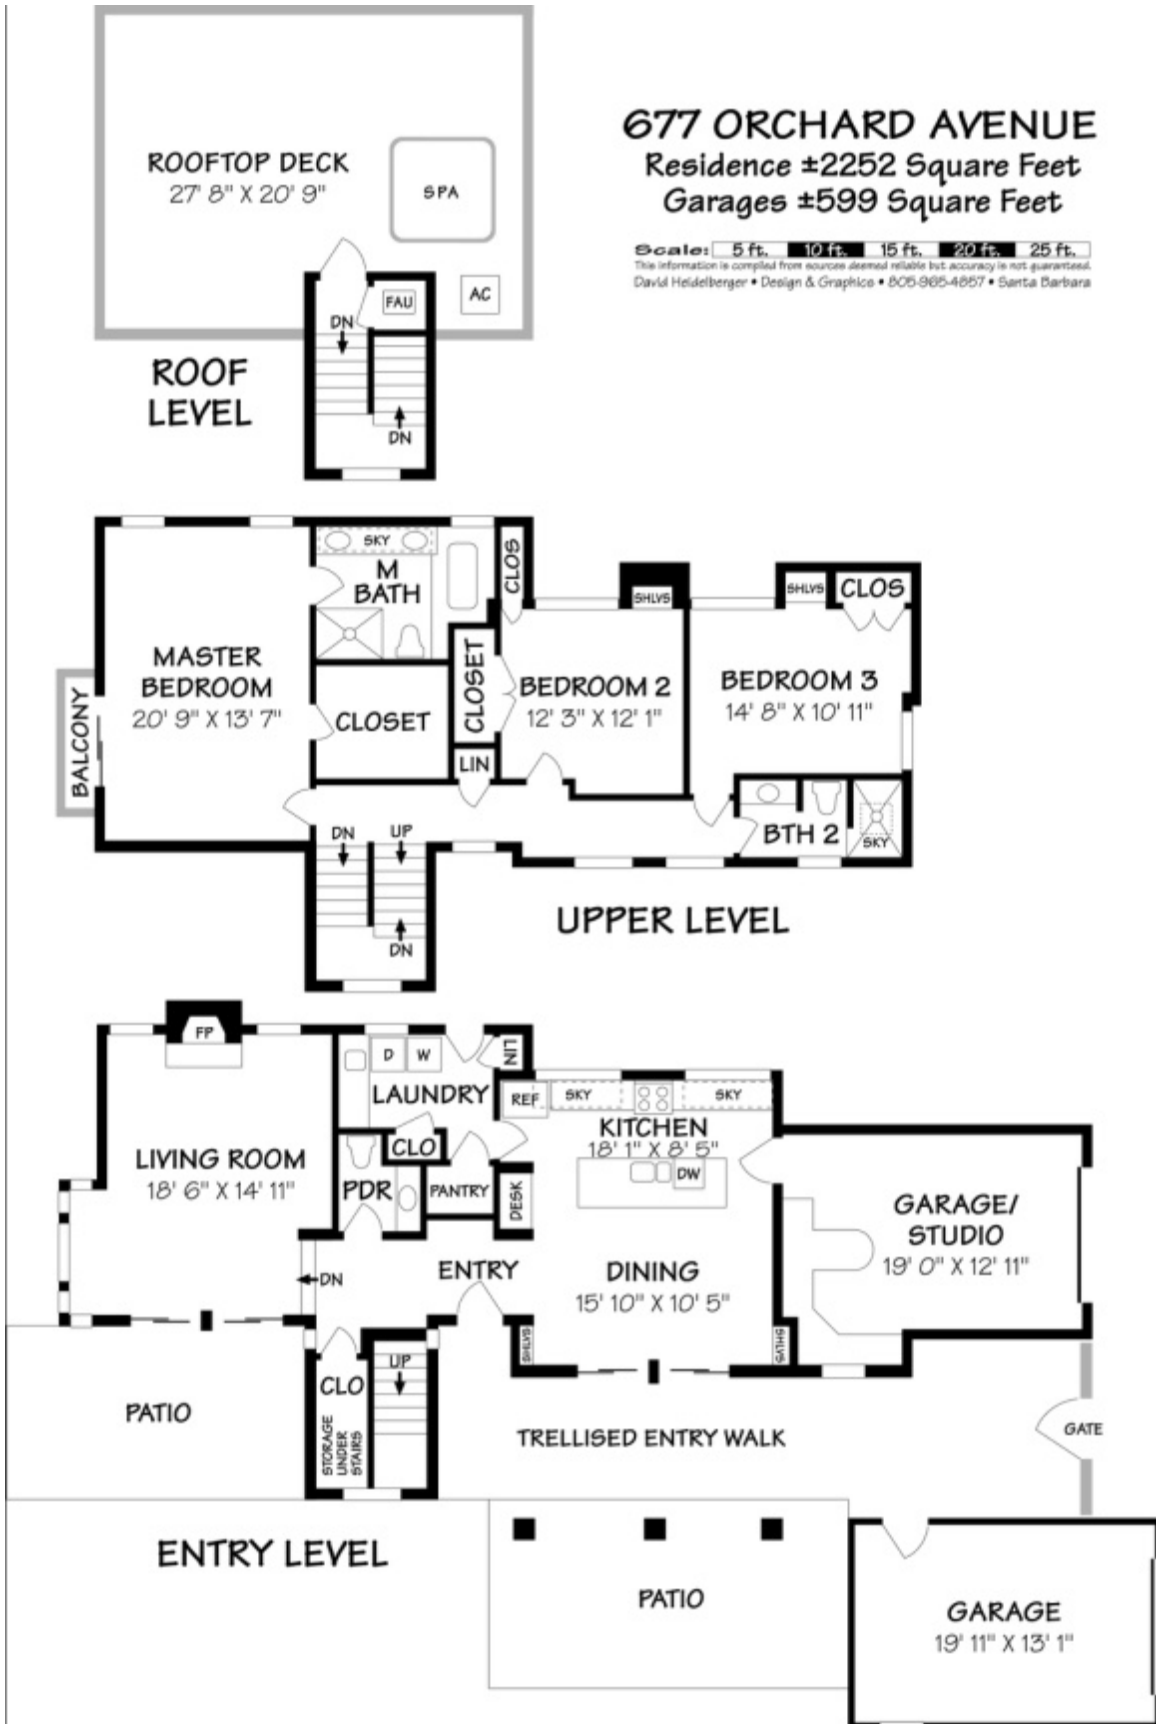 677 ORCHARD AVENUE
Residence ±2252 Square Feet
Garages ±599 Square Feet
Scale: 5 ft. 10 ft. 15 ft. 20 ft. 25 ft.
This information is compiled from sources deemed reliable but accuracy is not guaranteed.
David Heidelberger • Design & Graphics • 805-965-4857 • Santa Barbara
ROOFTOP DECK
27' 8" X 20' 9"
SPA
AC
FAU
DN
DN
ROOF
LEVEL
SKY
M
BATH
CLOS
SHLVS
SHLVS
CLOS
MASTER
BEDROOM
20' 9" X 13' 7"
BALCONY
CLOSET
CLOSET
LIN
BEDROOM 2
12' 3" X 12' 1"
BEDROOM 3
14' 8" X 10' 11"
BTH 2
SKY
DN
UP
DN
UPPER LEVEL
FP
D
W
LIN
LAUNDRY
REF
SKY
SKY
KITCHEN
18' 1" X 8' 5"
DW
CLO
LIVING ROOM
18' 6" X 14' 11"
PDR
PANTRY
DESK
GARAGE/
STUDIO
19' 0" X 12' 11"
DN
ENTRY
DINING
15' 10" X 10' 5"
SHLVS
SHLVS
UP
CLO
STORAGE
UNDER
STAIRS
PATIO
TRELLISED ENTRY WALK
GATE
ENTRY LEVEL
PATIO
GARAGE
19' 11" X 13' 1"